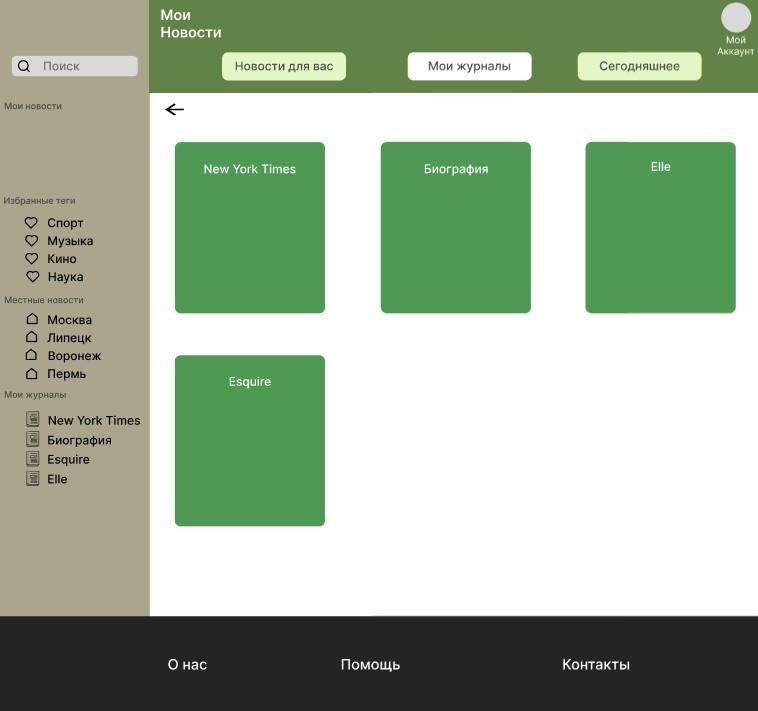 Мои
Новости
Мой
Аккаунт
Поиск
Новости для вас
Мои журналы
Сегодняшнее
Мои новости
Избранные теги
Спорт
Музыка
Кино
Наука
Местные новости
Москва
Липецк
Воронеж
Пермь
Мои журналы
New York Times
Биография
Esquire
Elle
New York Times
Биография
Elle
Esquire
О нас
Помощь
Контакты